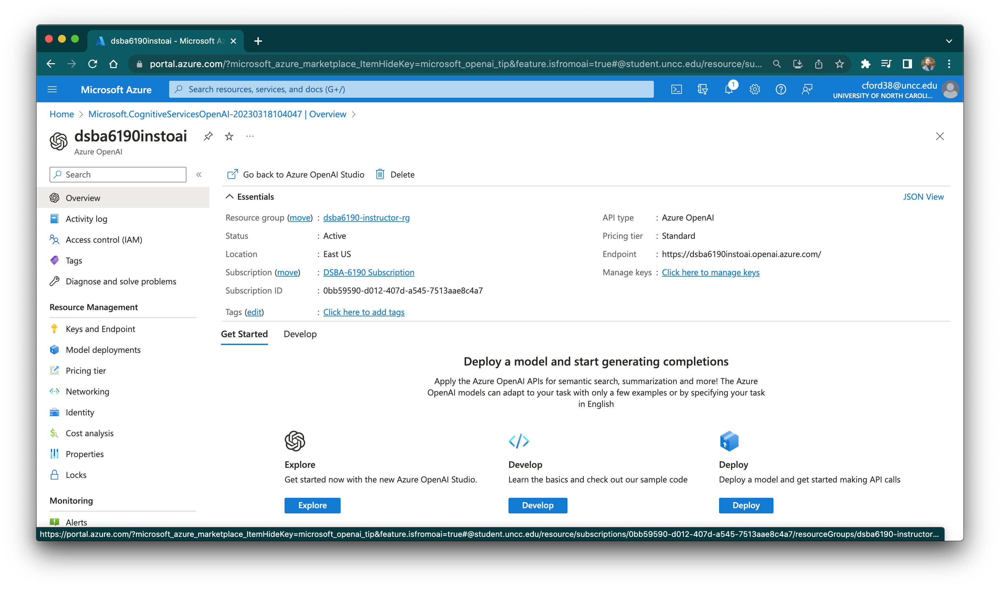 dsba6190instoai - Microsoft Az
portal.azure.com/?microsoft_azure_marketplace_ItemHideKey=microsoft_openai_tip&feature.isfromoai=true#@student.uncc.edu/resource/su...
Microsoft Azure
Search resources, services, and docs (G+/)
1
cford38@uncc.edu
UNIVERSITY OF NORTH CAROLI...
Home > Microsoft.CognitiveServicesOpenAI-20230318104047 | Overview >
dsba6190instoai
Azure OpenAI
Search
Go back to Azure OpenAI Studio
Delete
Overview
Activity log
Access control (IAM)
Tags
Diagnose and solve problems
Resource Management
Keys and Endpoint
Model deployments
Pricing tier
Networking
Identity
Cost analysis
Properties
Locks
Monitoring
Alerts
Essentials
JSON View
Resource group (move) : dsba6190-instructor-rg
Status : Active
Location : East US
Subscription (move) : DSBA-6190 Subscription
Subscription ID : 0bb59590-d012-407d-a545-7513aae8c4a7
Tags (edit) : Click here to add tags
API type : Azure OpenAI
Pricing tier : Standard
Endpoint : https://dsba6190instoai.openai.azure.com/
Manage keys : Click here to manage keys
Get Started
Develop
Deploy a model and start generating completions
Apply the Azure OpenAI APIs for semantic search, summarization and more! The Azure
OpenAI models can adapt to your task with only a few examples or by specifying your task
in English
Explore
Get started now with the new Azure OpenAI Studio.
Explore
Develop
Learn the basics and check out our sample code
Develop
Deploy
Deploy a model and get started making API calls
Deploy
https://portal.azure.com/?microsoft_azure_marketplace_ItemHideKey=microsoft_openai_tip&feature.isfromoai=true#@student.uncc.edu/resource/subscriptions/0bb59590-d012-407d-a545-7513aae8c4a7/resourceGroups/dsba6190-instructor...